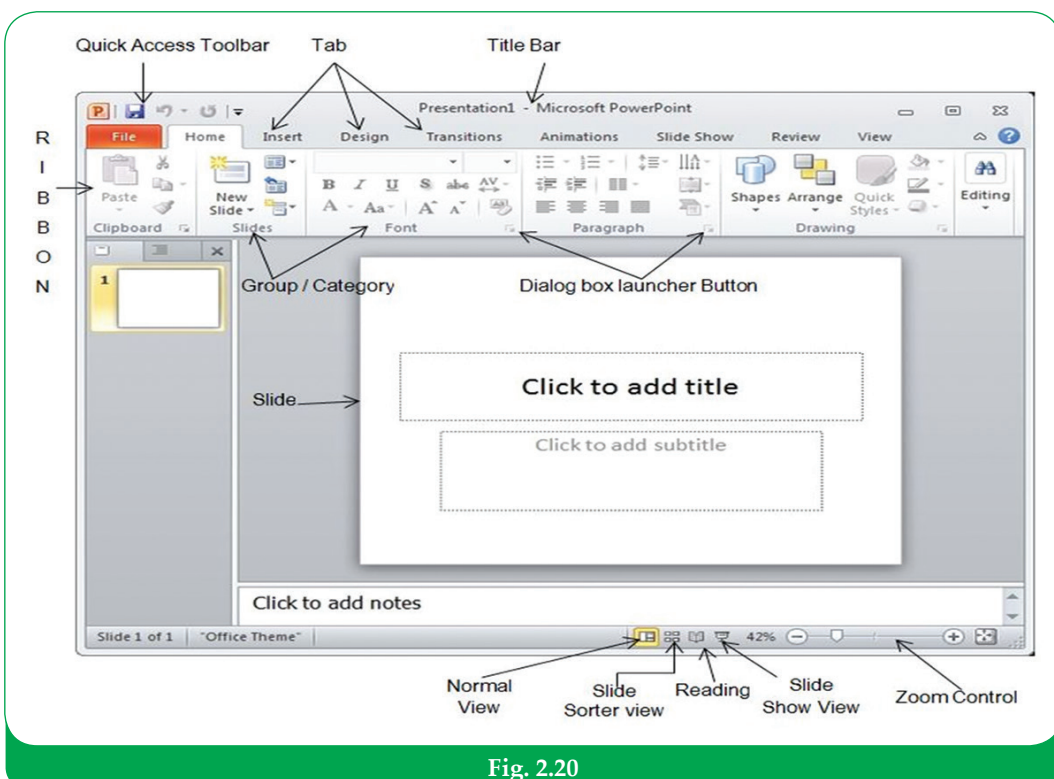 Quick Access Toolbar Tab Title Bar
Presentation1 - Microsoft PowerPoint
File Home Insert Design Transitions Animations Slide Show Review View
RIBBON
Paste New Slide B I U S abc AV Shapes Arrange Quick Styles Editing
A Aa A A
Clipboard Slides Font Paragraph Drawing
1
Group / Category Dialog box launcher Button
Click to add title
Slide
Click to add subtitle
Click to add notes
Slide 1 of 1 "Office Theme" 42%
Normal View
Slide Sorter view
Reading
Slide Show View
Zoom Control
Fig. 2.20